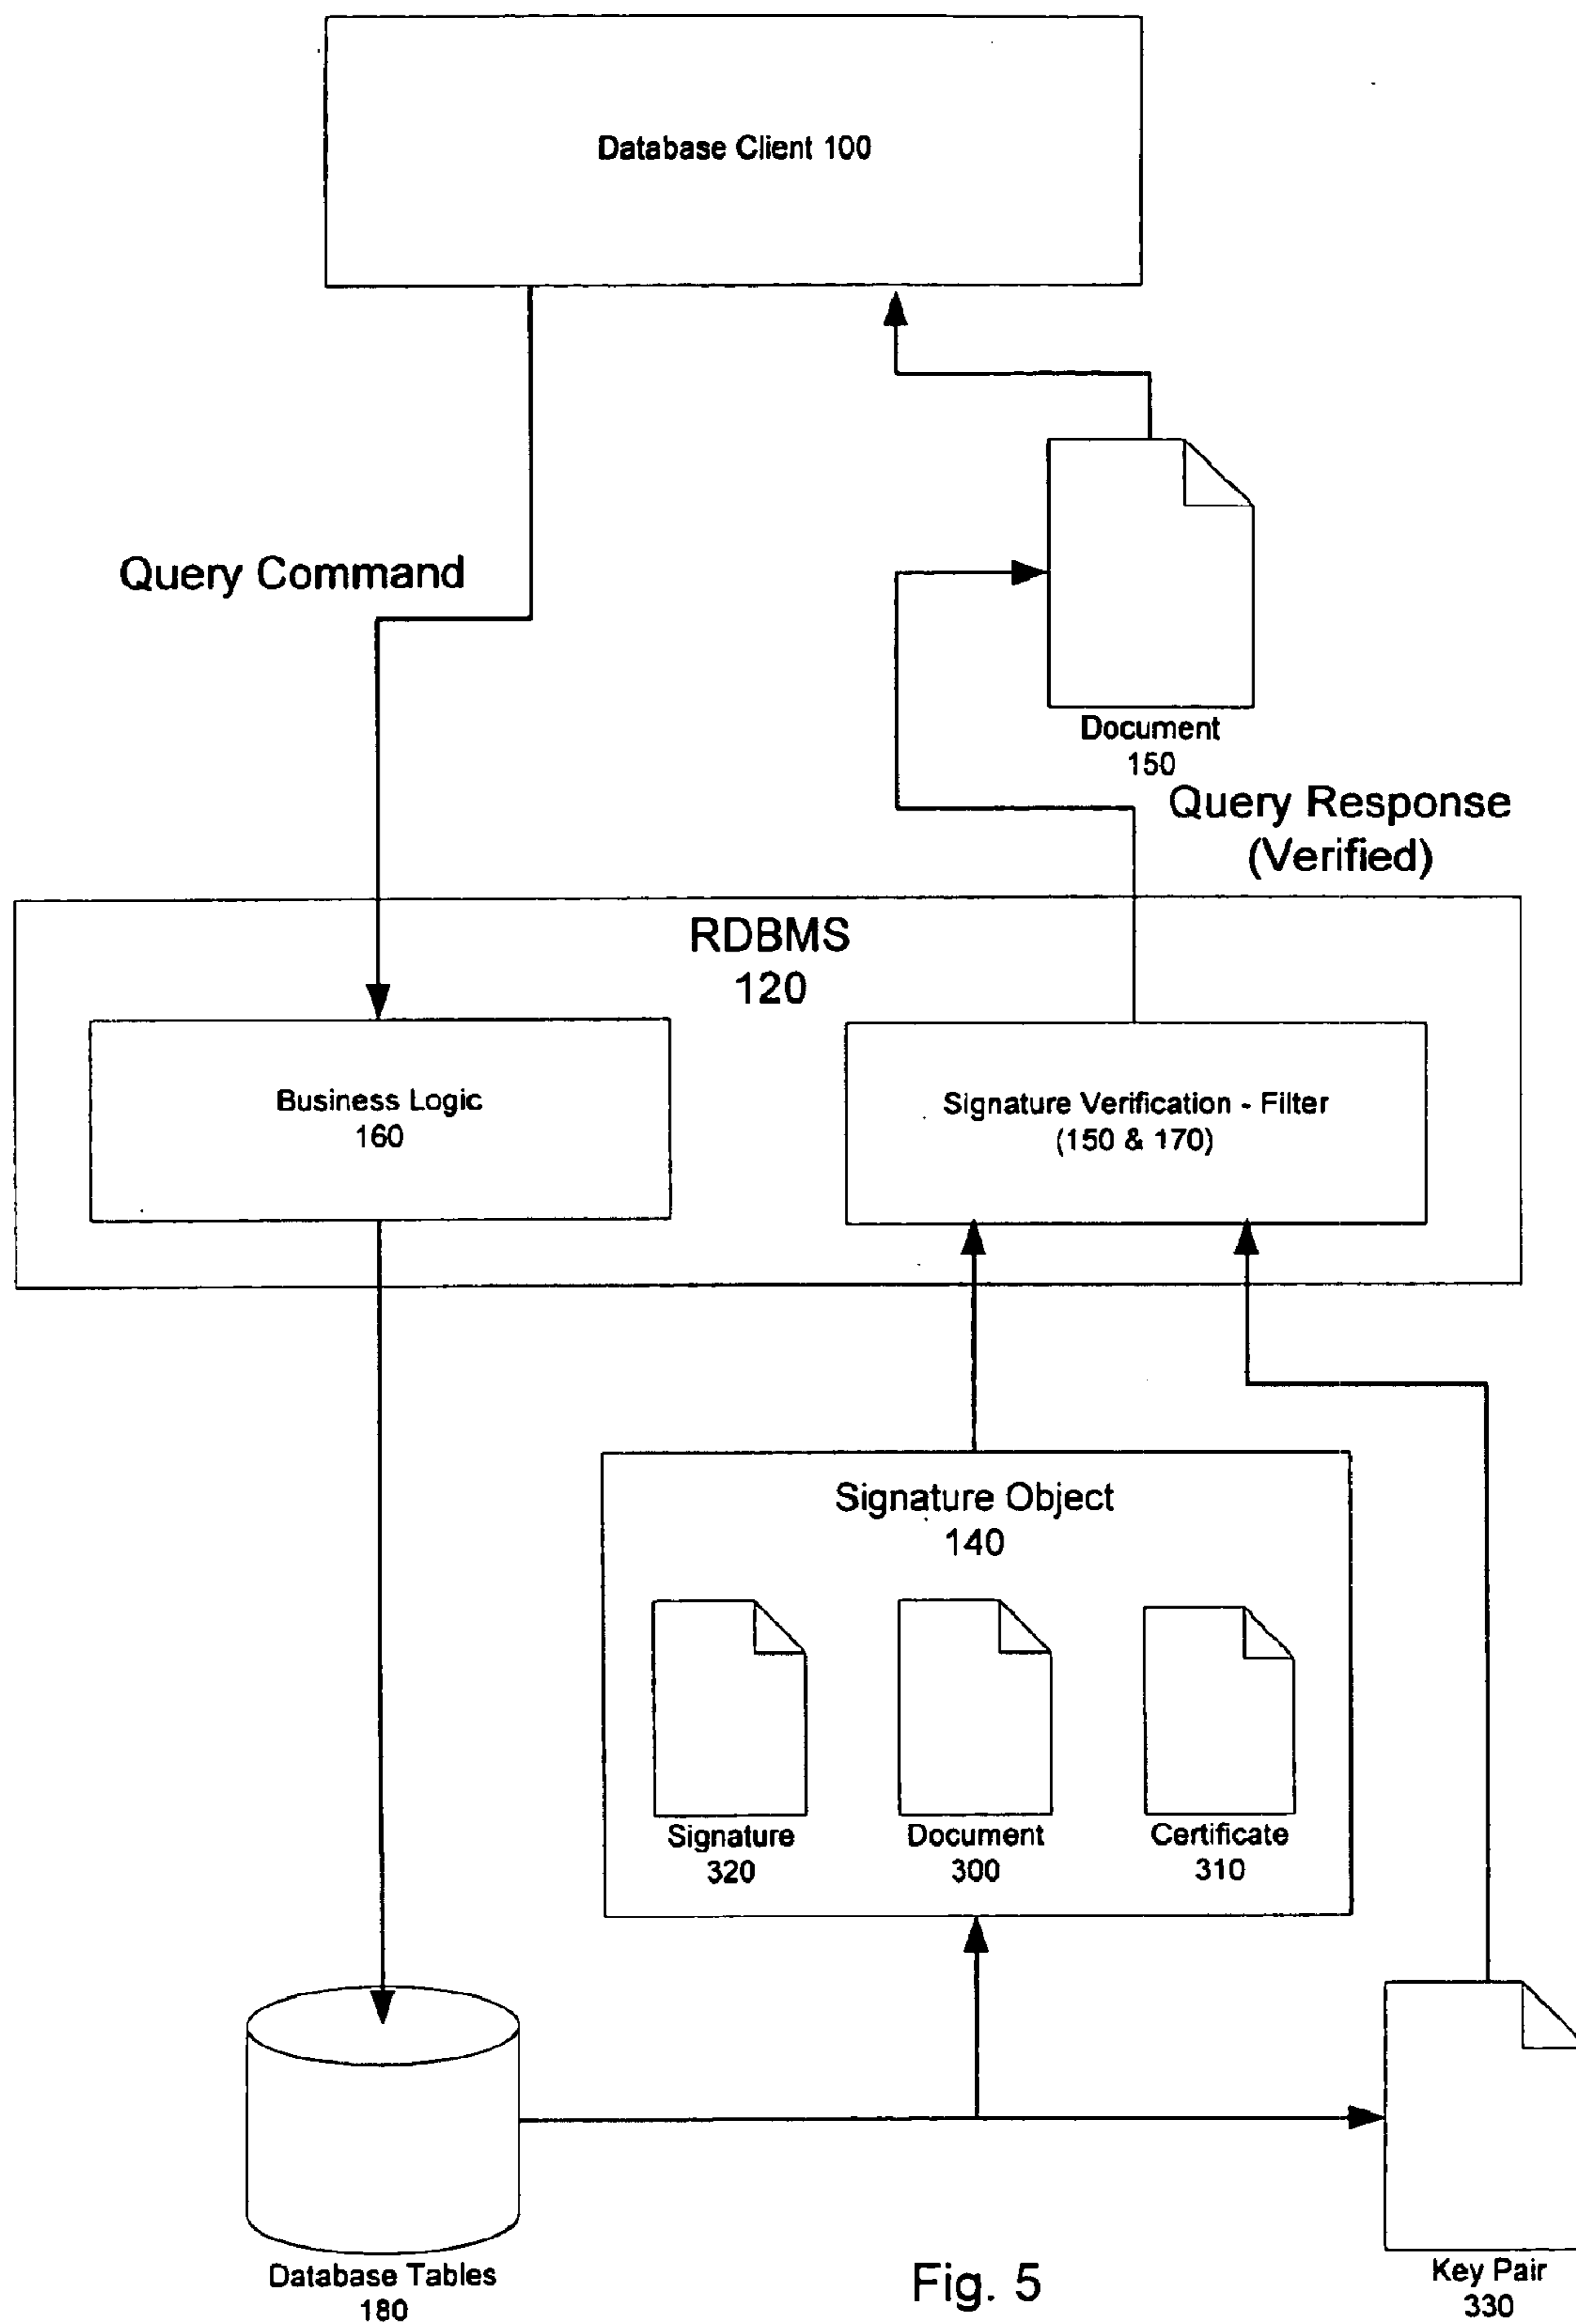 Database Client 100
Query Command
Document
150
Query Response
(Verified)
RDBMS
120
Business Logic
160
Signature Verification - Filter
(150 & 170)
Signature Object
140
Signature
320
Document
300
Certificate
310
Database Tables
180
Fig. 5
Key Pair
330